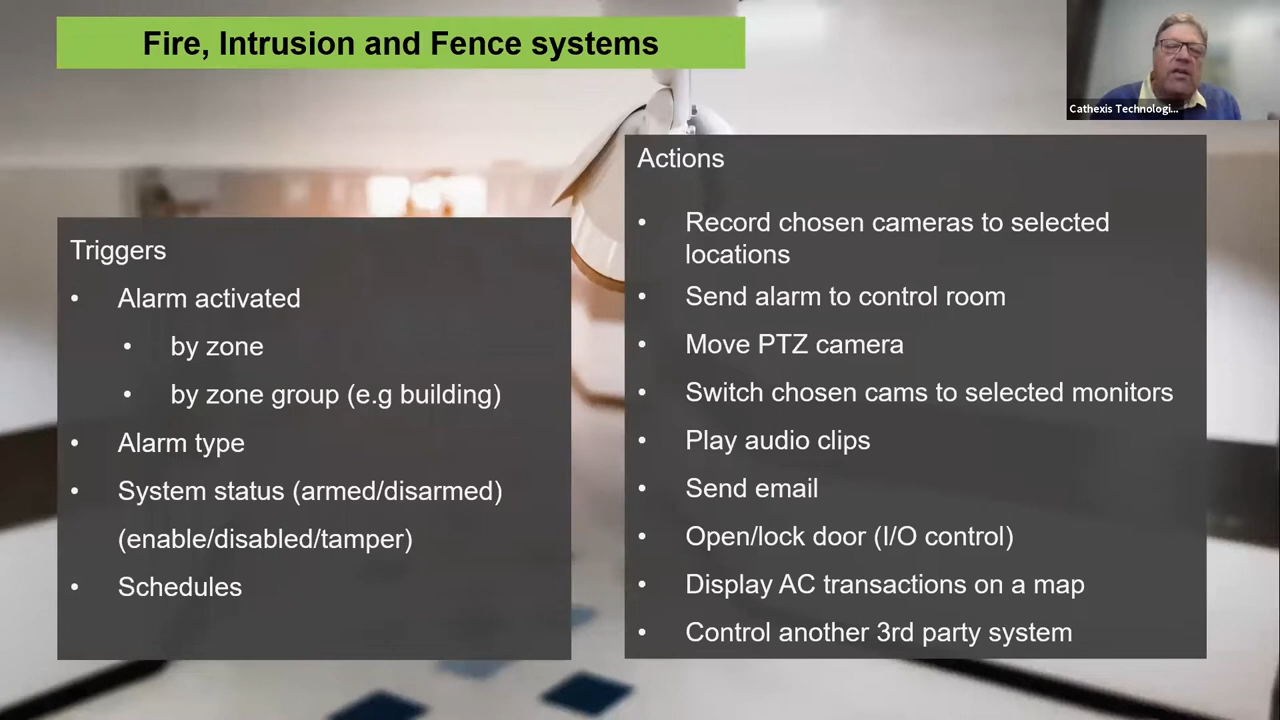 Fire, Intrusion and Fence systems
Cathexis Technologi...
Triggers
• Alarm activated
• by zone
• by zone group (e.g building)
• Alarm type
• System status (armed/disarmed)
(enable/disabled/tamper)
• Schedules
Actions
• Record chosen cameras to selected
locations
• Send alarm to control room
• Move PTZ camera
• Switch chosen cams to selected monitors
• Play audio clips
• Send email
• Open/lock door (I/O control)
• Display AC transactions on a map
• Control another 3rd party system